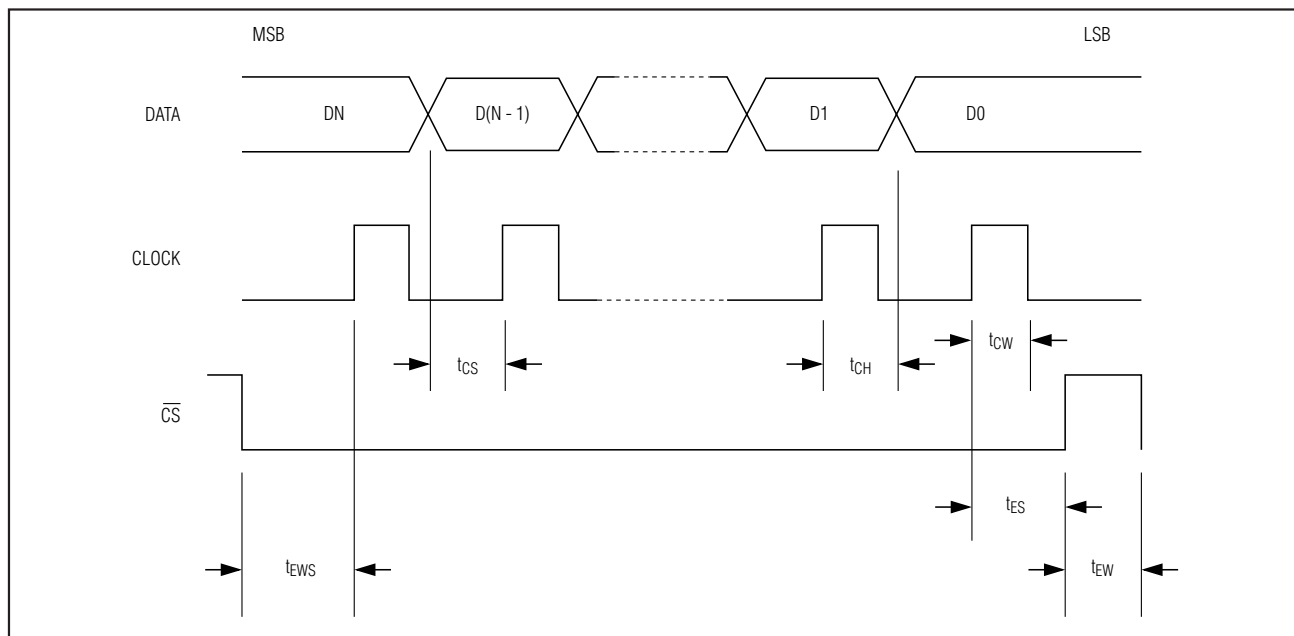 MSB LSB
DATA DN D(N - 1) D1 D0
CLOCK
tCS tCH tCW
CS
tES
tEWS tEW